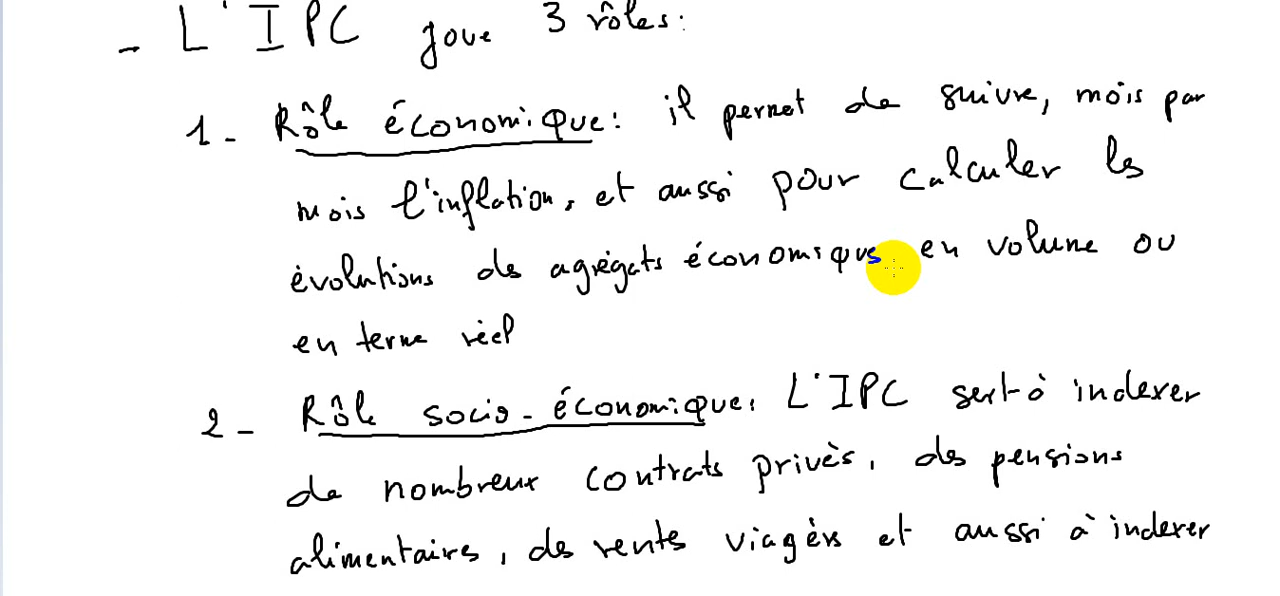 - L'IPC joue 3 rôles:
1- Rôle économique: il permet de suivre, mois par
mois l'inflation, et aussi pour calculer les
évolutions des agrégats économiques en volume ou
en terme réel
2- Rôle socio-économique: L'IPC sert à indexer
de nombreux contrats privés, des pensions
alimentaires, des rentes viagères et aussi à indexer